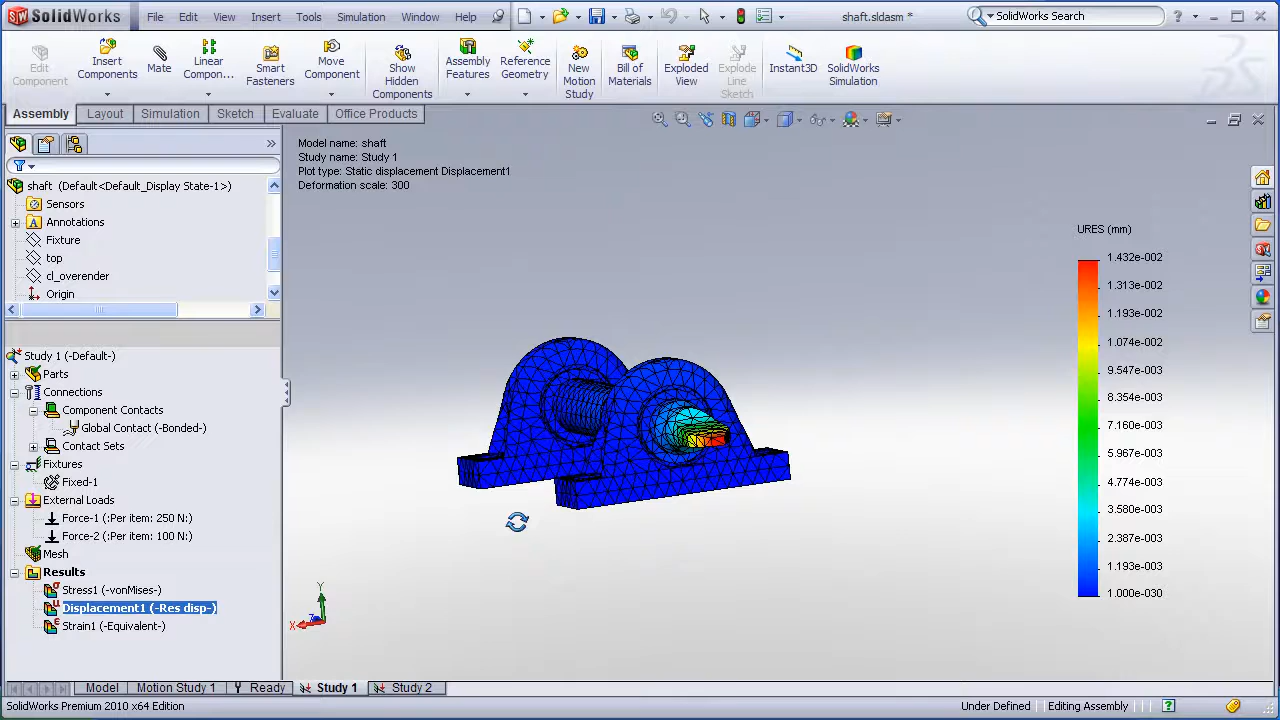 SolidWorks
File Edit View Insert Tools Simulation Window Help
shaft.sldasm *
SolidWorks Search
Edit Component
Insert Components
Mate
Linear Compon...
Smart Fasteners
Move Component
Show Hidden Components
Assembly Features
Reference Geometry
New Motion Study
Bill of Materials
Exploded View
Explode Line Sketch
Instant3D
SolidWorks Simulation
Assembly Layout Simulation Sketch Evaluate Office Products
shaft (Default<Default_Display State-1>)
Sensors
Annotations
Fixture
top
cl_overender
Origin
Study 1 (-Default-)
Parts
Connections
Component Contacts
Global Contact (-Bonded-)
Contact Sets
Fixtures
Fixed-1
External Loads
Force-1 (:Per item: 250 N:)
Force-2 (:Per item: 100 N:)
Mesh
Results
Stress1 (-vonMises-)
Displacement1 (-Res disp-)
Strain1 (-Equivalent-)
Model name: shaft
Study name: Study 1
Plot type: Static displacement Displacement1
Deformation scale: 300
URES (mm)
1.432e-002
1.313e-002
1.193e-002
1.074e-002
9.547e-003
8.354e-003
7.160e-003
5.967e-003
4.774e-003
3.580e-003
2.387e-003
1.193e-003
1.000e-030
Y
X
Z
Model Motion Study 1 Ready Study 1 Study 2
SolidWorks Premium 2010 x64 Edition
Under Defined Editing Assembly